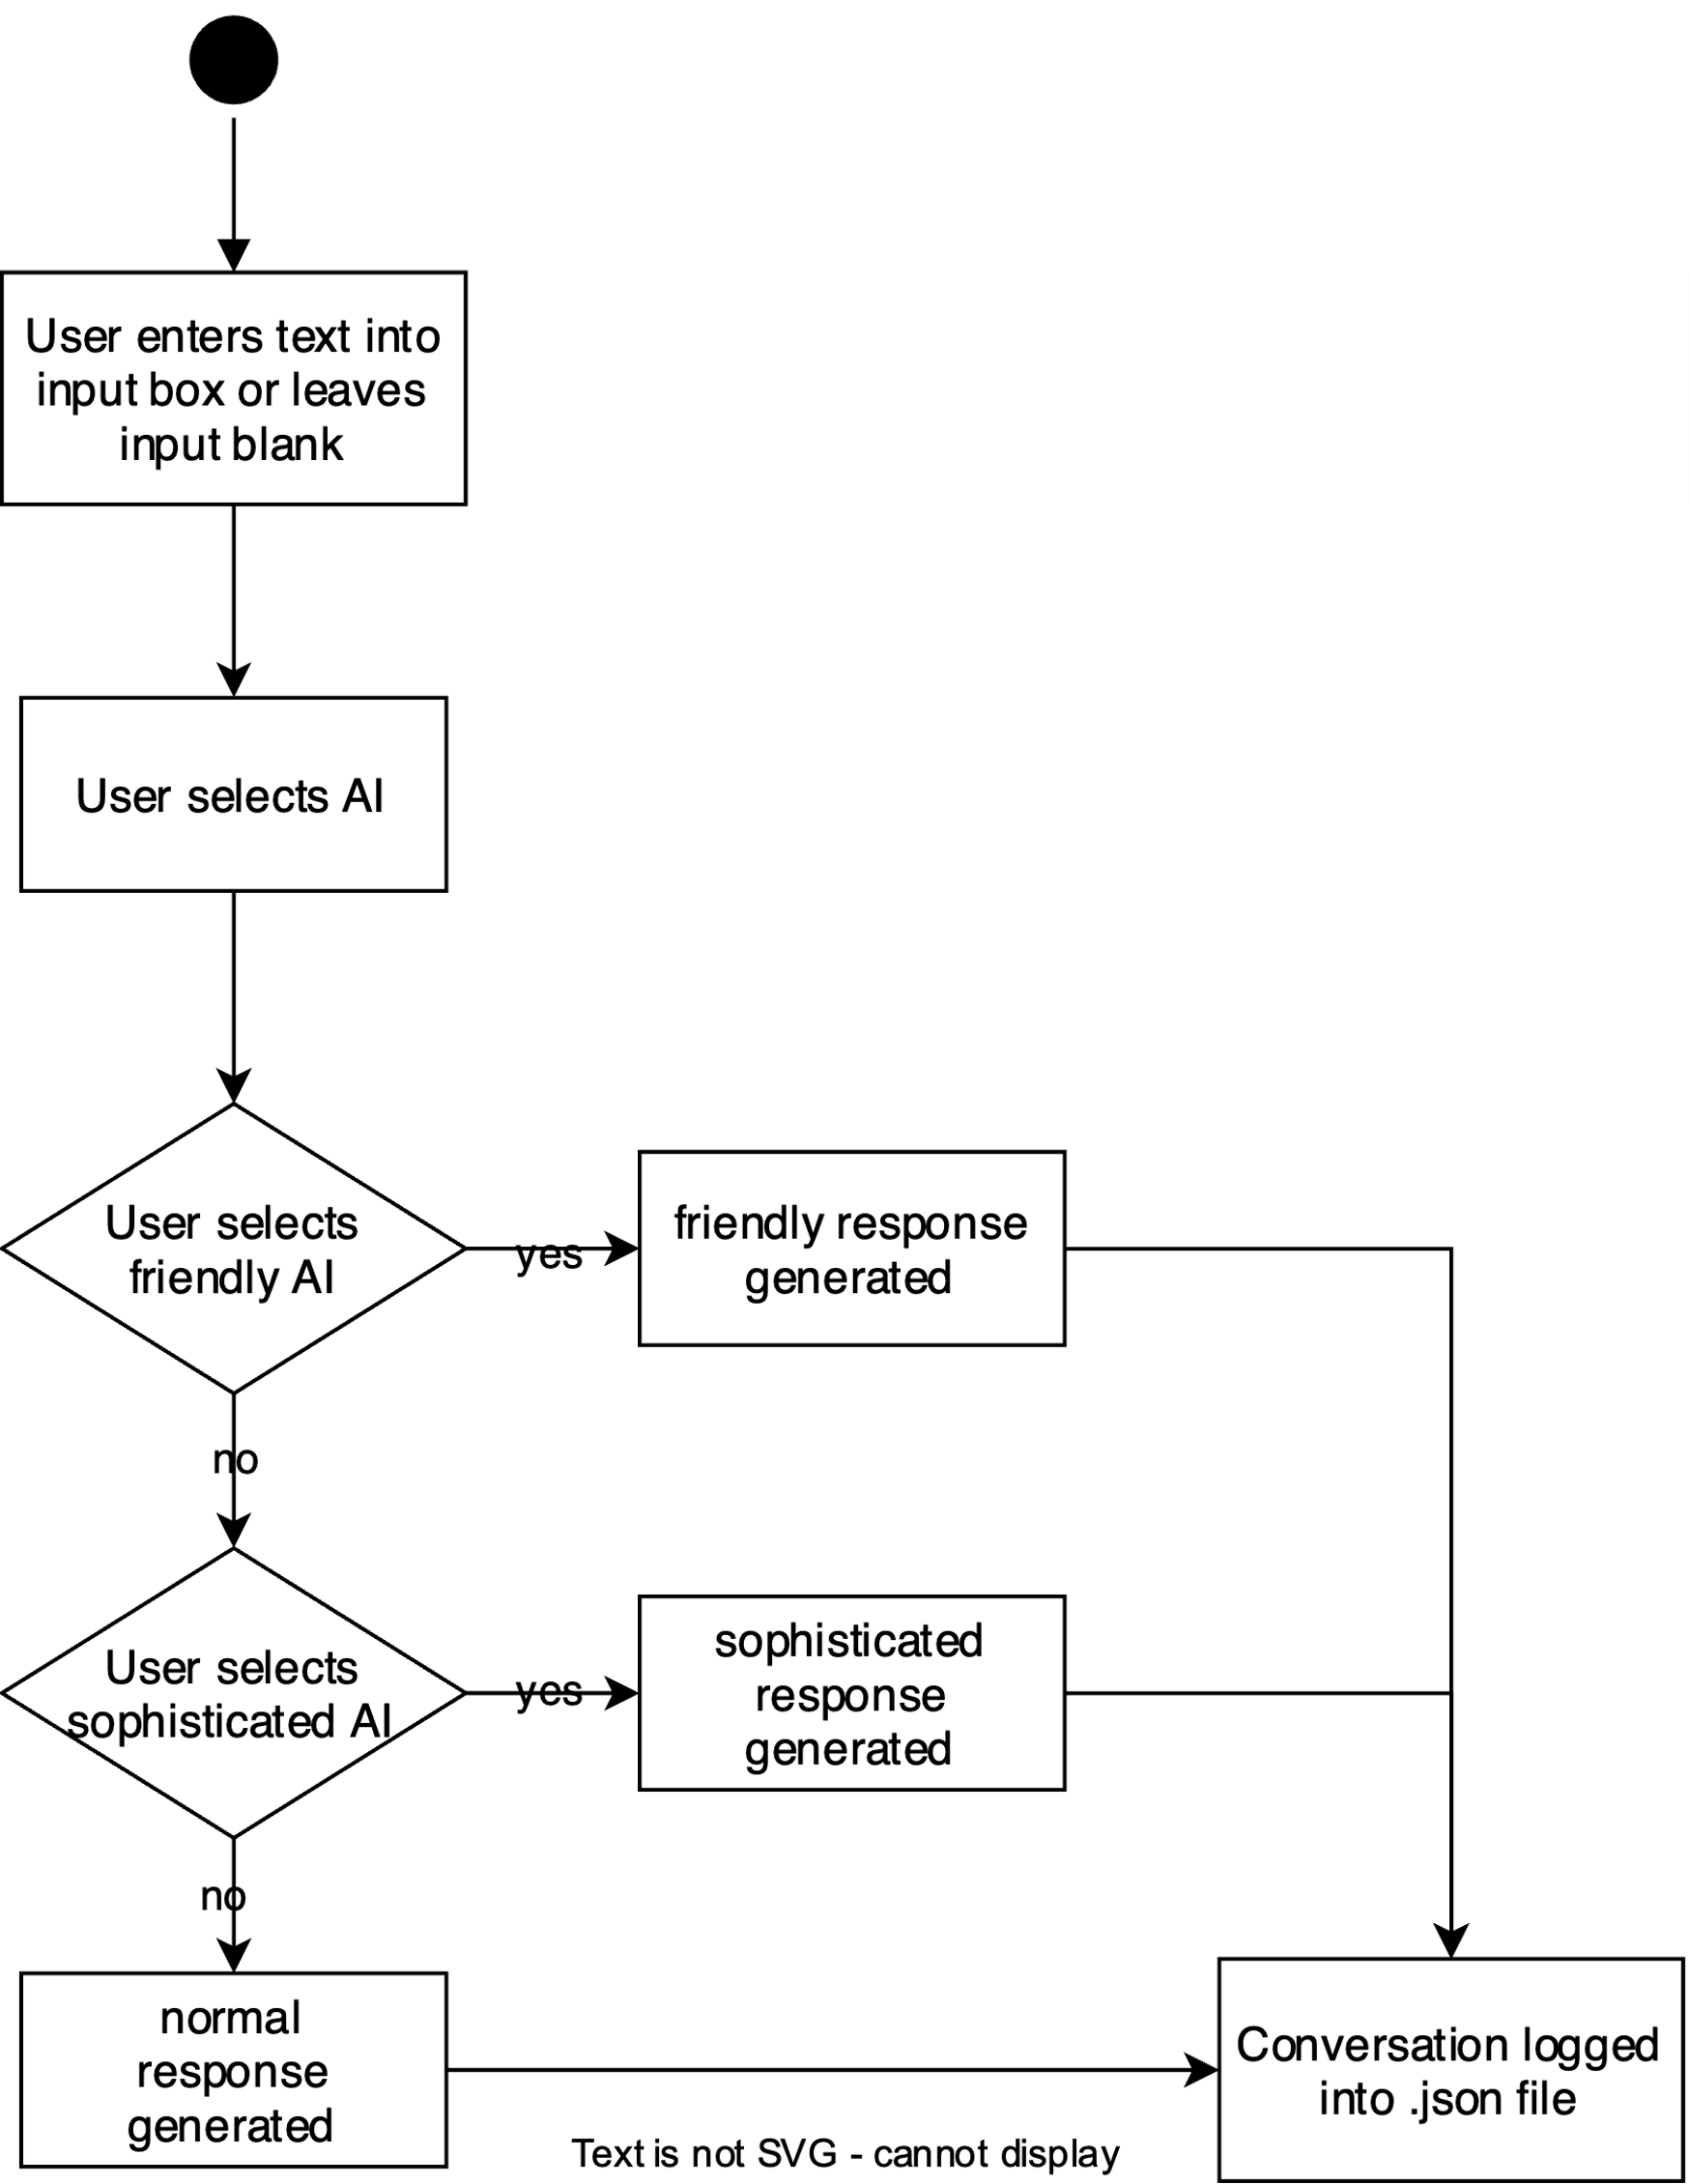 User enters text into
input box or leaves
input blank
User selects AI
User selects
friendly AI
yes
friendly response
generated
no
User selects
sophisticated AI
yes
sophisticated
response
generated
no
normal
response
generated
Conversation logged
into .json file
Text is not SVG - cannot display